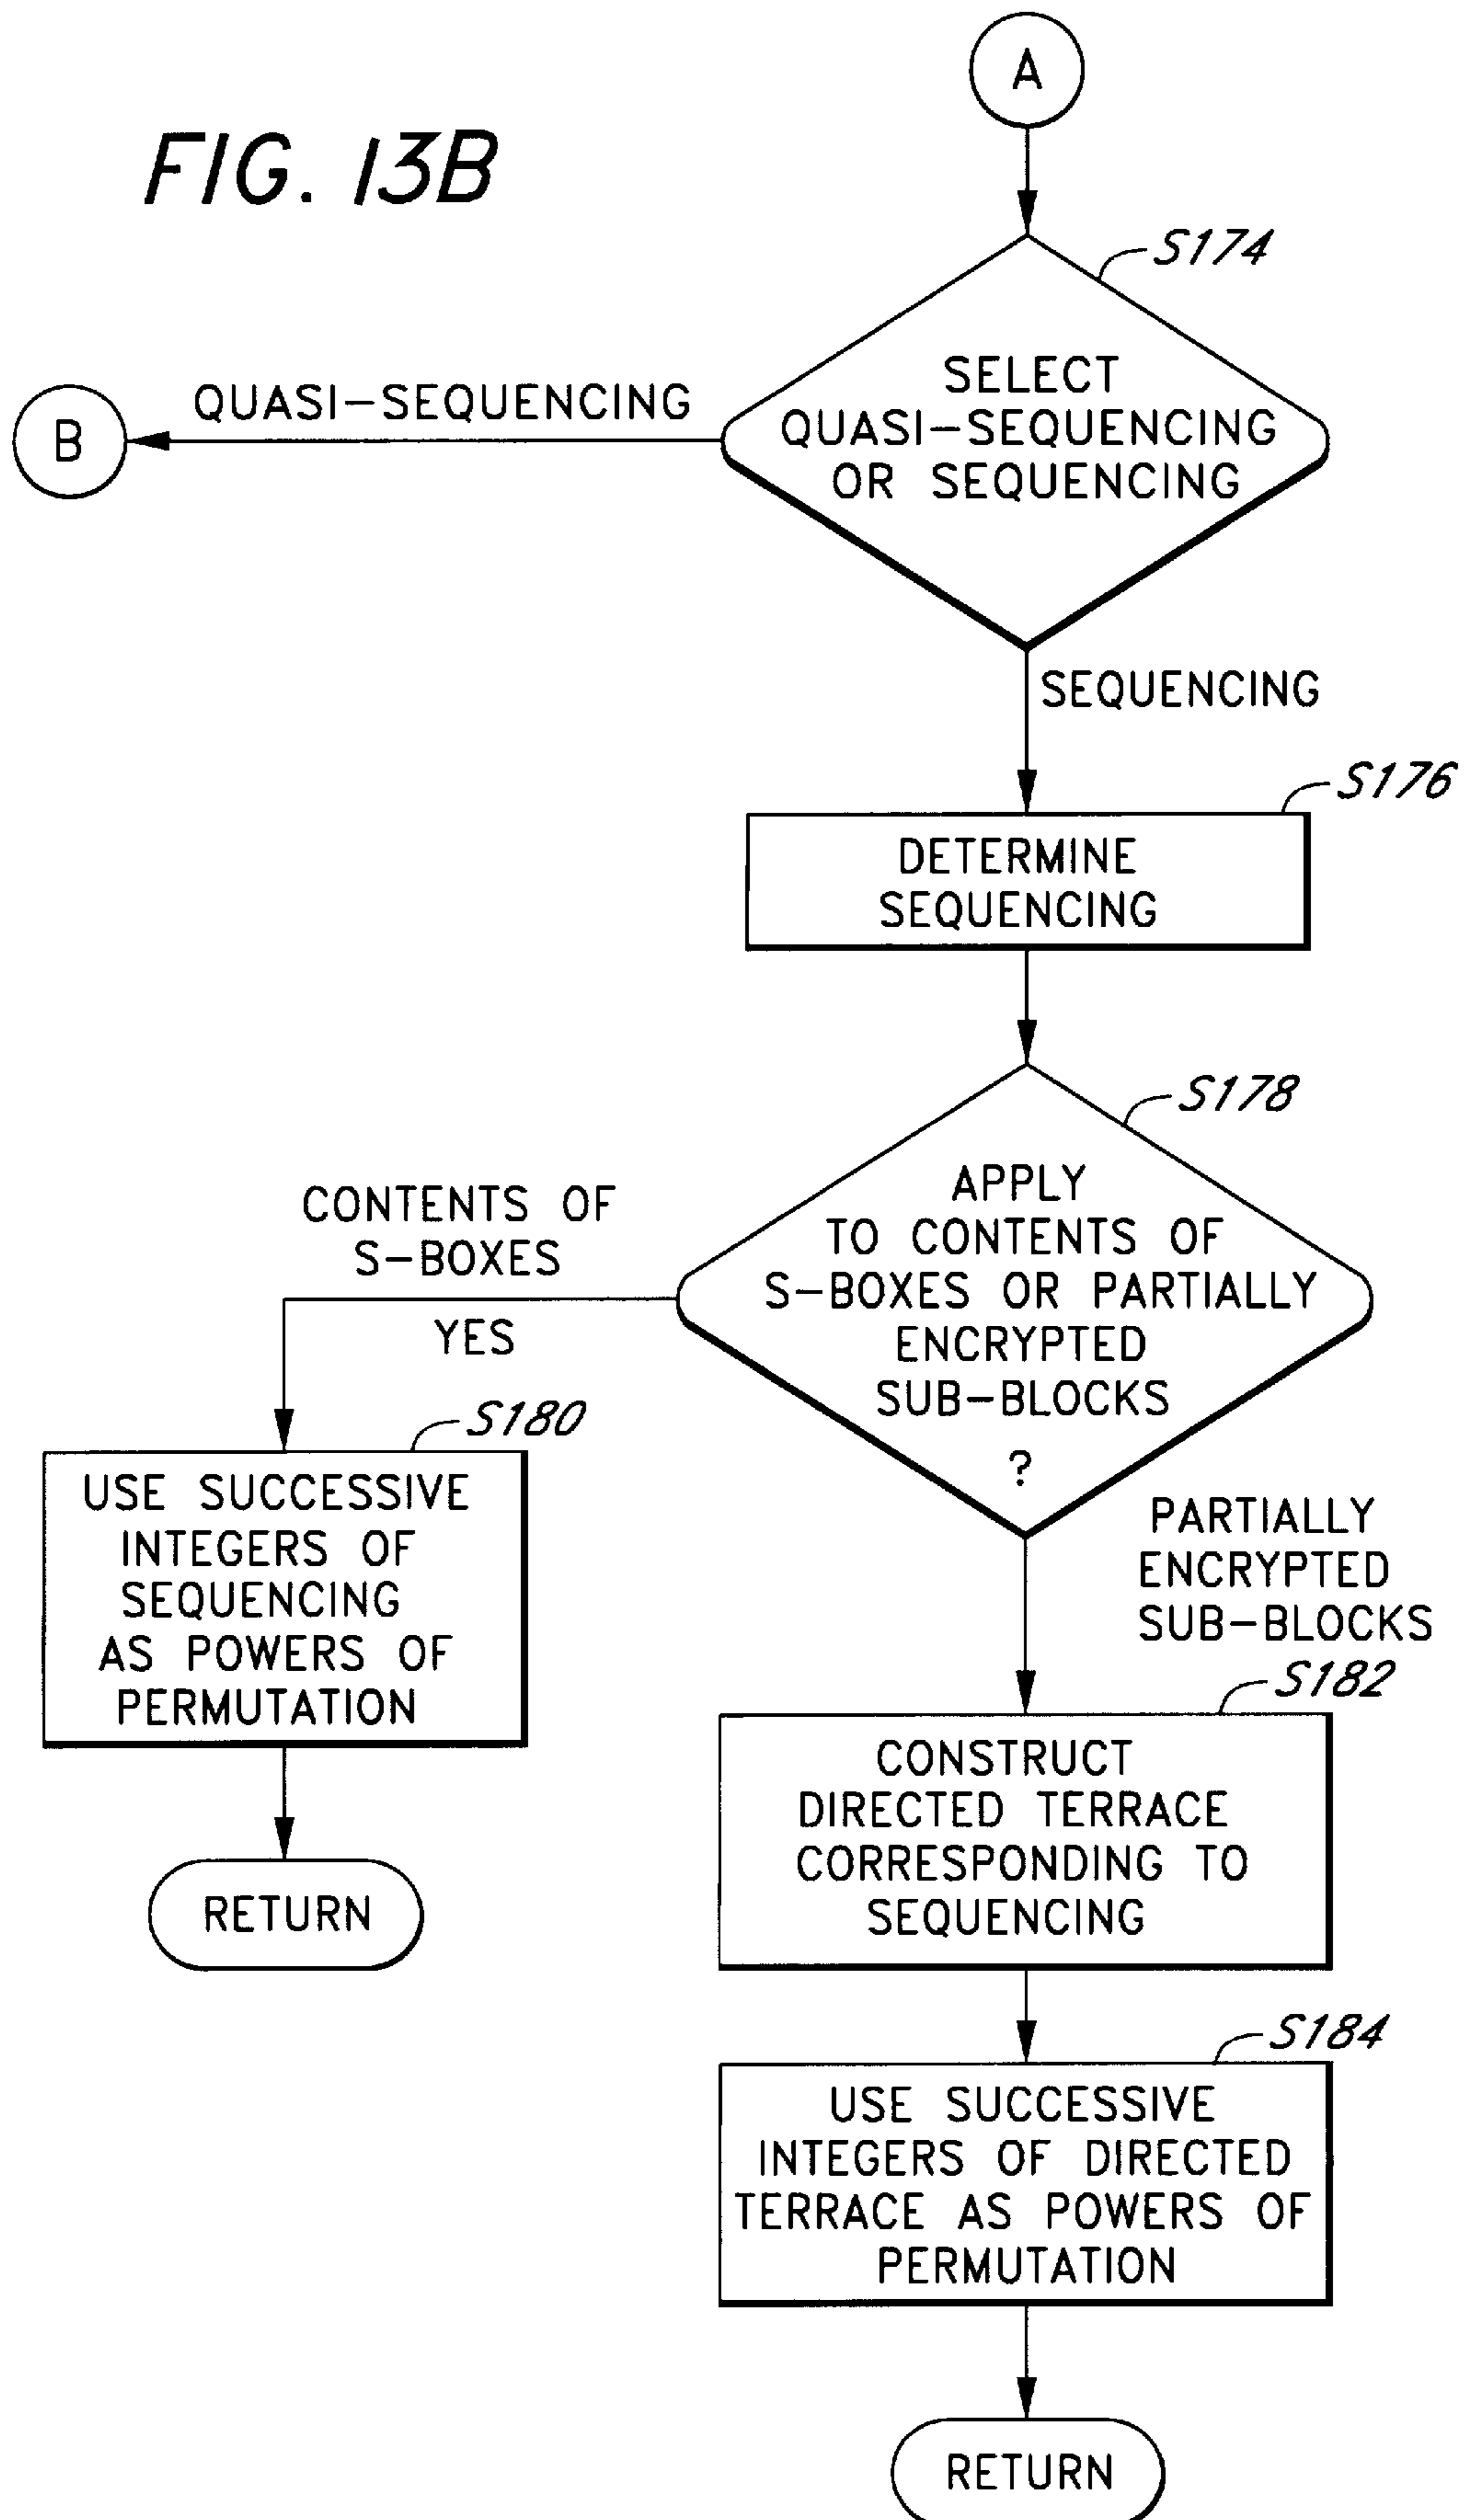 A
FIG. 13B
S174
SELECT
QUASI-SEQUENCING
OR SEQUENCING
QUASI-SEQUENCING
B
SEQUENCING
S176
DETERMINE
SEQUENCING
S178
APPLY
TO CONTENTS OF
S-BOXES OR PARTIALLY
ENCRYPTED
SUB-BLOCKS
?
CONTENTS OF
S-BOXES
YES
S180
USE SUCCESSIVE
INTEGERS OF
SEQUENCING
AS POWERS OF
PERMUTATION
RETURN
PARTIALLY
ENCRYPTED
SUB-BLOCKS
S182
CONSTRUCT
DIRECTED TERRACE
CORRESPONDING TO
SEQUENCING
S184
USE SUCCESSIVE
INTEGERS OF DIRECTED
TERRACE AS POWERS OF
PERMUTATION
RETURN